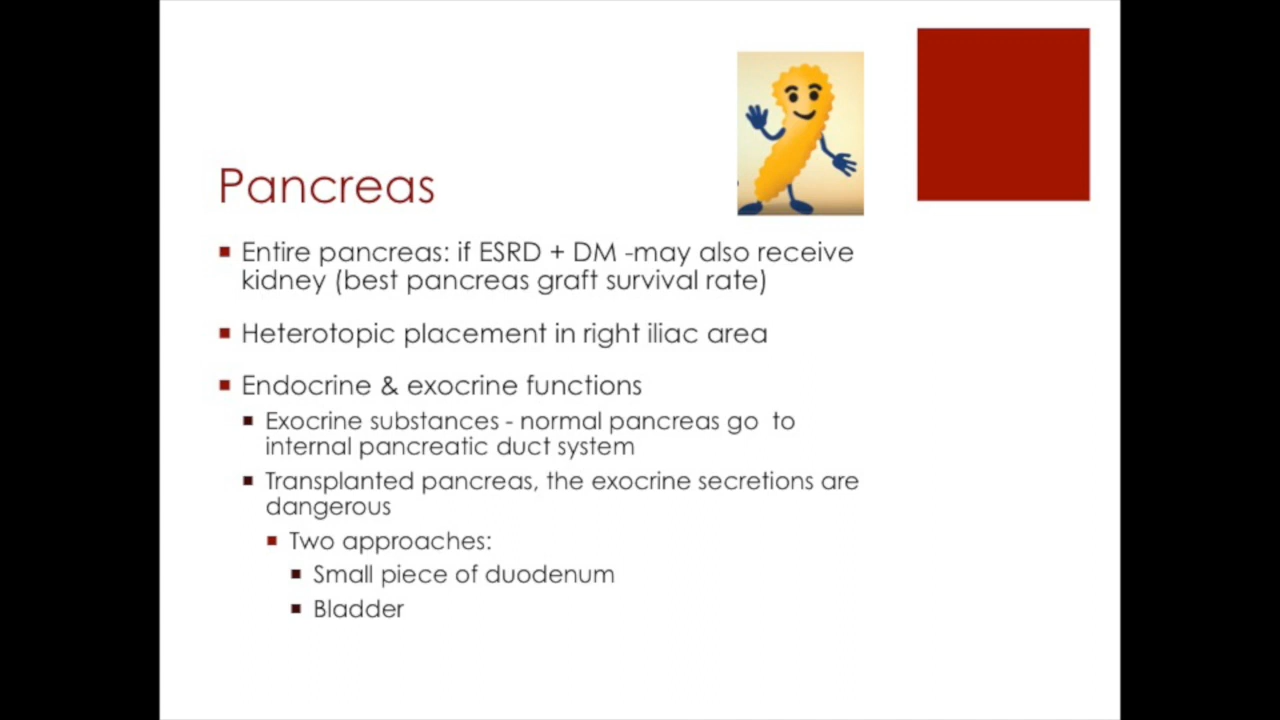 Pancreas
Entire pancreas: if ESRD + DM -may also receive
kidney (best pancreas graft survival rate)
Heterotopic placement in right iliac area
Endocrine & exocrine functions
Exocrine substances - normal pancreas go  to
internal pancreatic duct system
Transplanted pancreas, the exocrine secretions are
dangerous
Two approaches:
Small piece of duodenum
Bladder